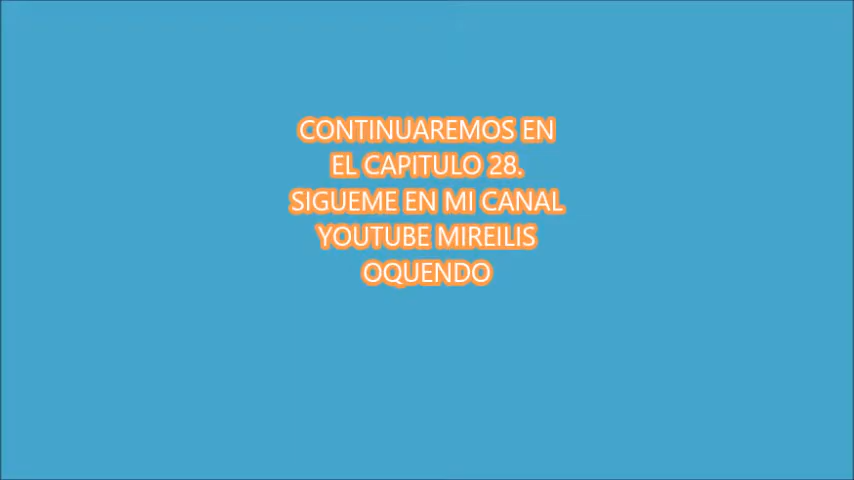 CONTINUAREMOS EN
EL CAPITULO 28.
SIGUEME EN MI CANAL
YOUTUBE MIREILIS
OQUENDO